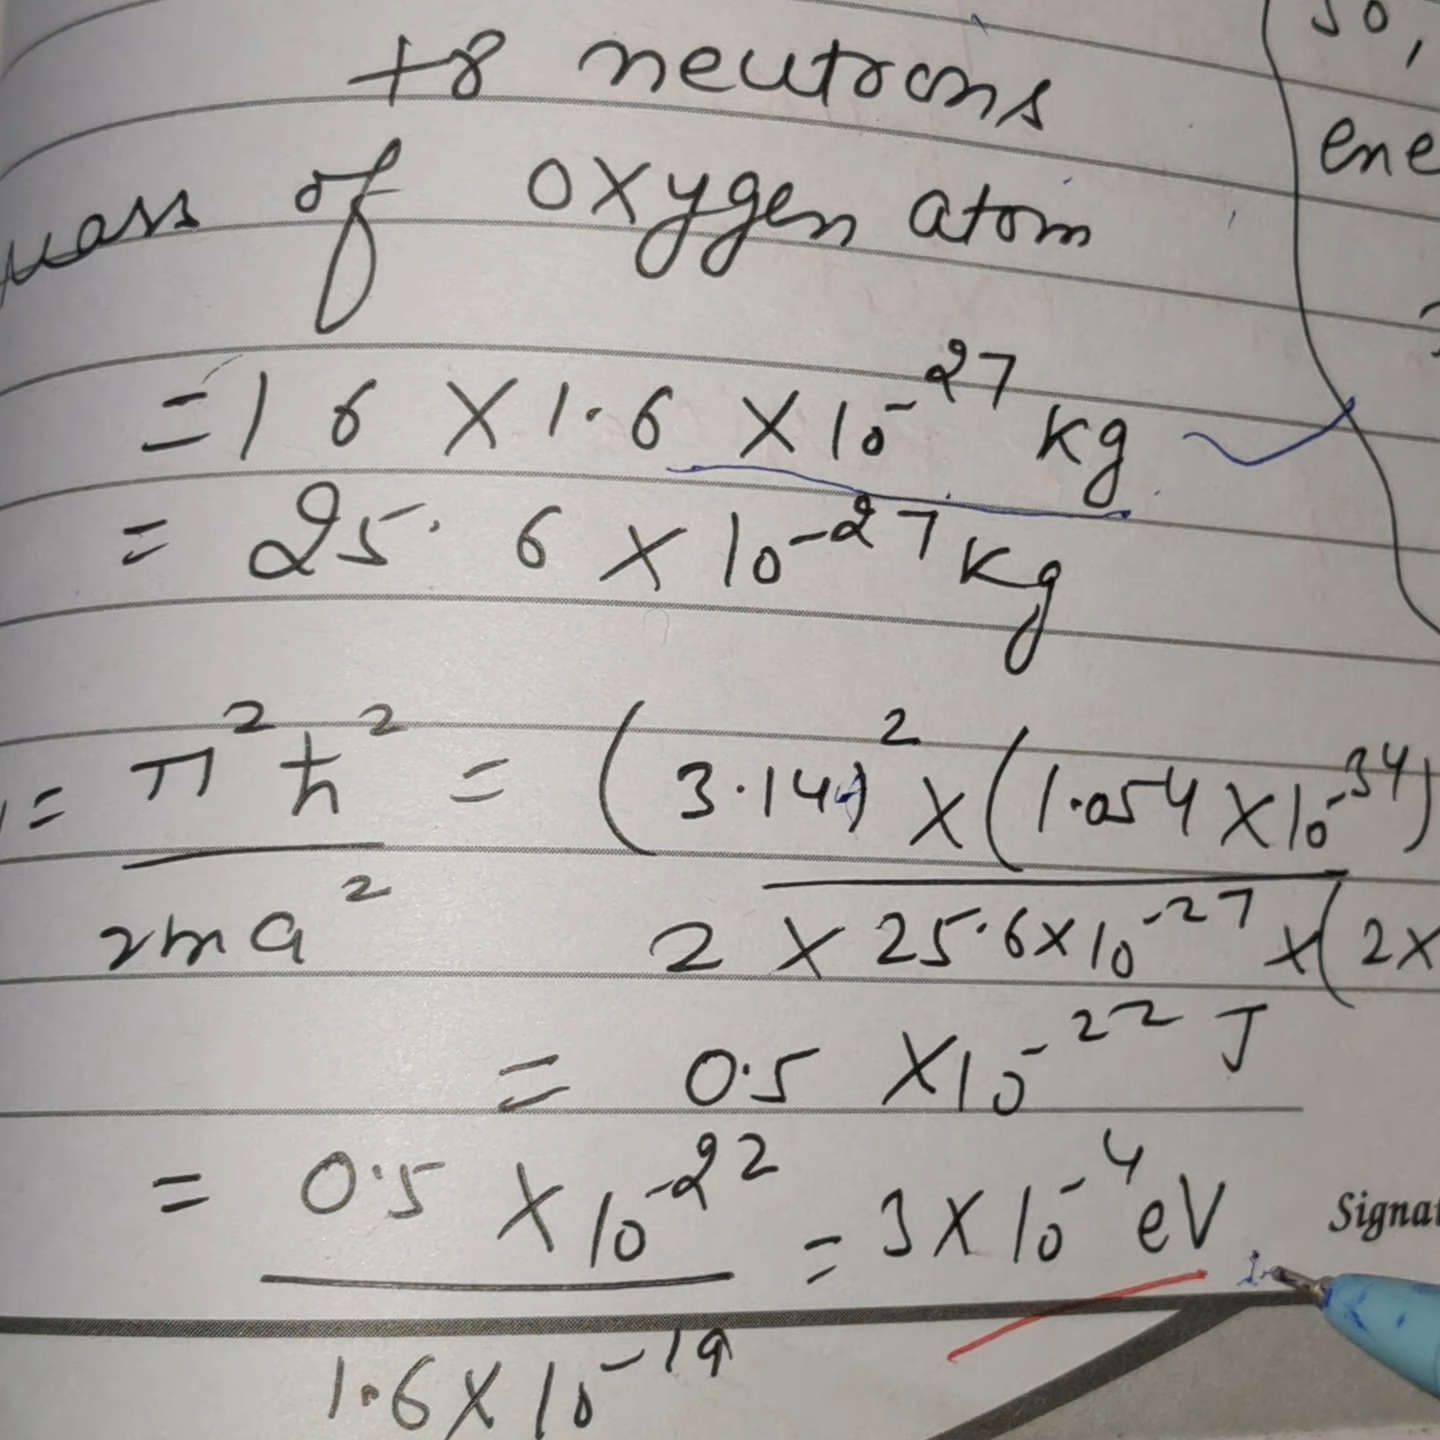 +8 neutrons
mass of oxygen atom
= 16 × 1.6 × 10⁻²⁷ kg
= 25.6 × 10⁻²⁷ kg
= π²ħ² / 2ma² = (3.14)² × (1.054 × 10⁻³⁴) / 2 × 25.6 × 10⁻²⁷ × (2×
= 0.5 × 10⁻²² J
= 0.5 × 10⁻²² / 1.6 × 10⁻¹⁹ = 3 × 10⁻⁴ eV
so,
ene
Signat